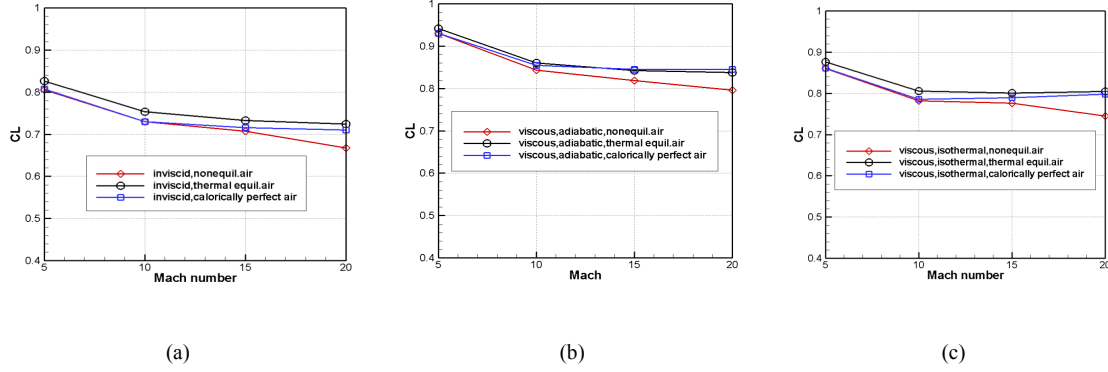 1
0.9
0.8
0.7
0.6
0.5
0.4
CL
inviscid,nonequil.air
inviscid,thermal equil.air
inviscid,calorically perfect air
5
10
15
20
Mach number
(a)
1
0.9
0.8
0.7
0.6
0.5
0.4
CL
viscous,adiabatic,nonequil.air
viscous,adiabatic,thermal equil.air
viscous,adiabatic,calorically perfect air
5
10
15
20
Mach
(b)
1
0.9
0.8
0.7
0.6
0.5
0.4
CL
viscous,isothermal,nonequil.air
viscous,isothermal,thermal equil.air
viscous,isothermal,calorically perfect air
5
10
15
20
Mach number
(c)